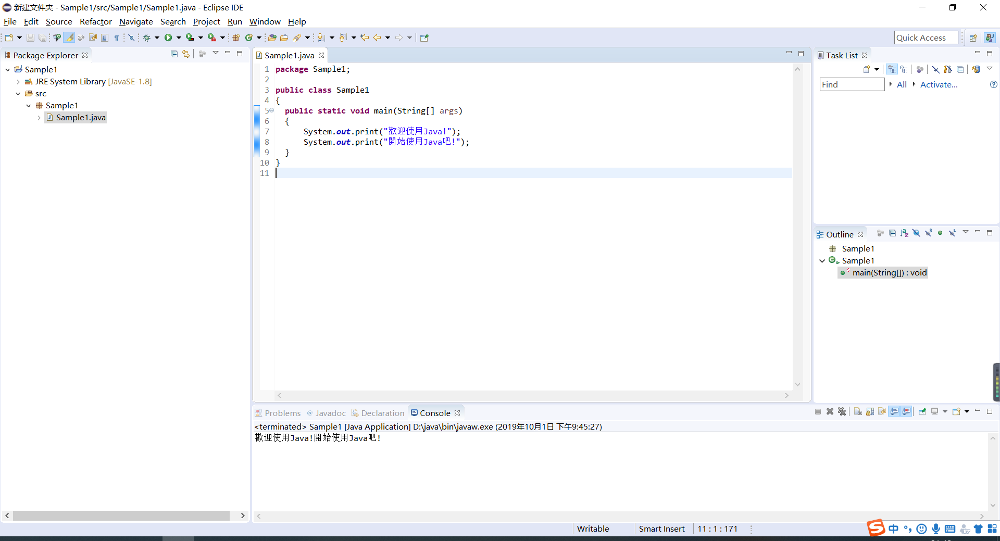 新建文件夹 - Sample1/src/Sample1/Sample1.java - Eclipse IDE
File Edit Source Refactor Navigate Search Project Run Window Help
Quick Access
Package Explorer
Sample1
JRE System Library [JavaSE-1.8]
src
Sample1
Sample1.java
Sample1.java
1 package Sample1;
2
3 public class Sample1
4 {
5 public static void main(String[] args)
6 {
7 System.out.print("歡迎使用Java!");
8 System.out.print("開始使用Java吧!");
9 }
10 }
11
Task List
Find All Activate...
Outline
Sample1
Sample1
main(String[]) : void
Problems @ Javadoc Declaration Console
<terminated> Sample1 [Java Application] D:\java\bin\javaw.exe (2019年10月1日 下午9:45:27)
歡迎使用Java!開始使用Java吧!
Writable Smart Insert 11 : 1 : 171
S 中